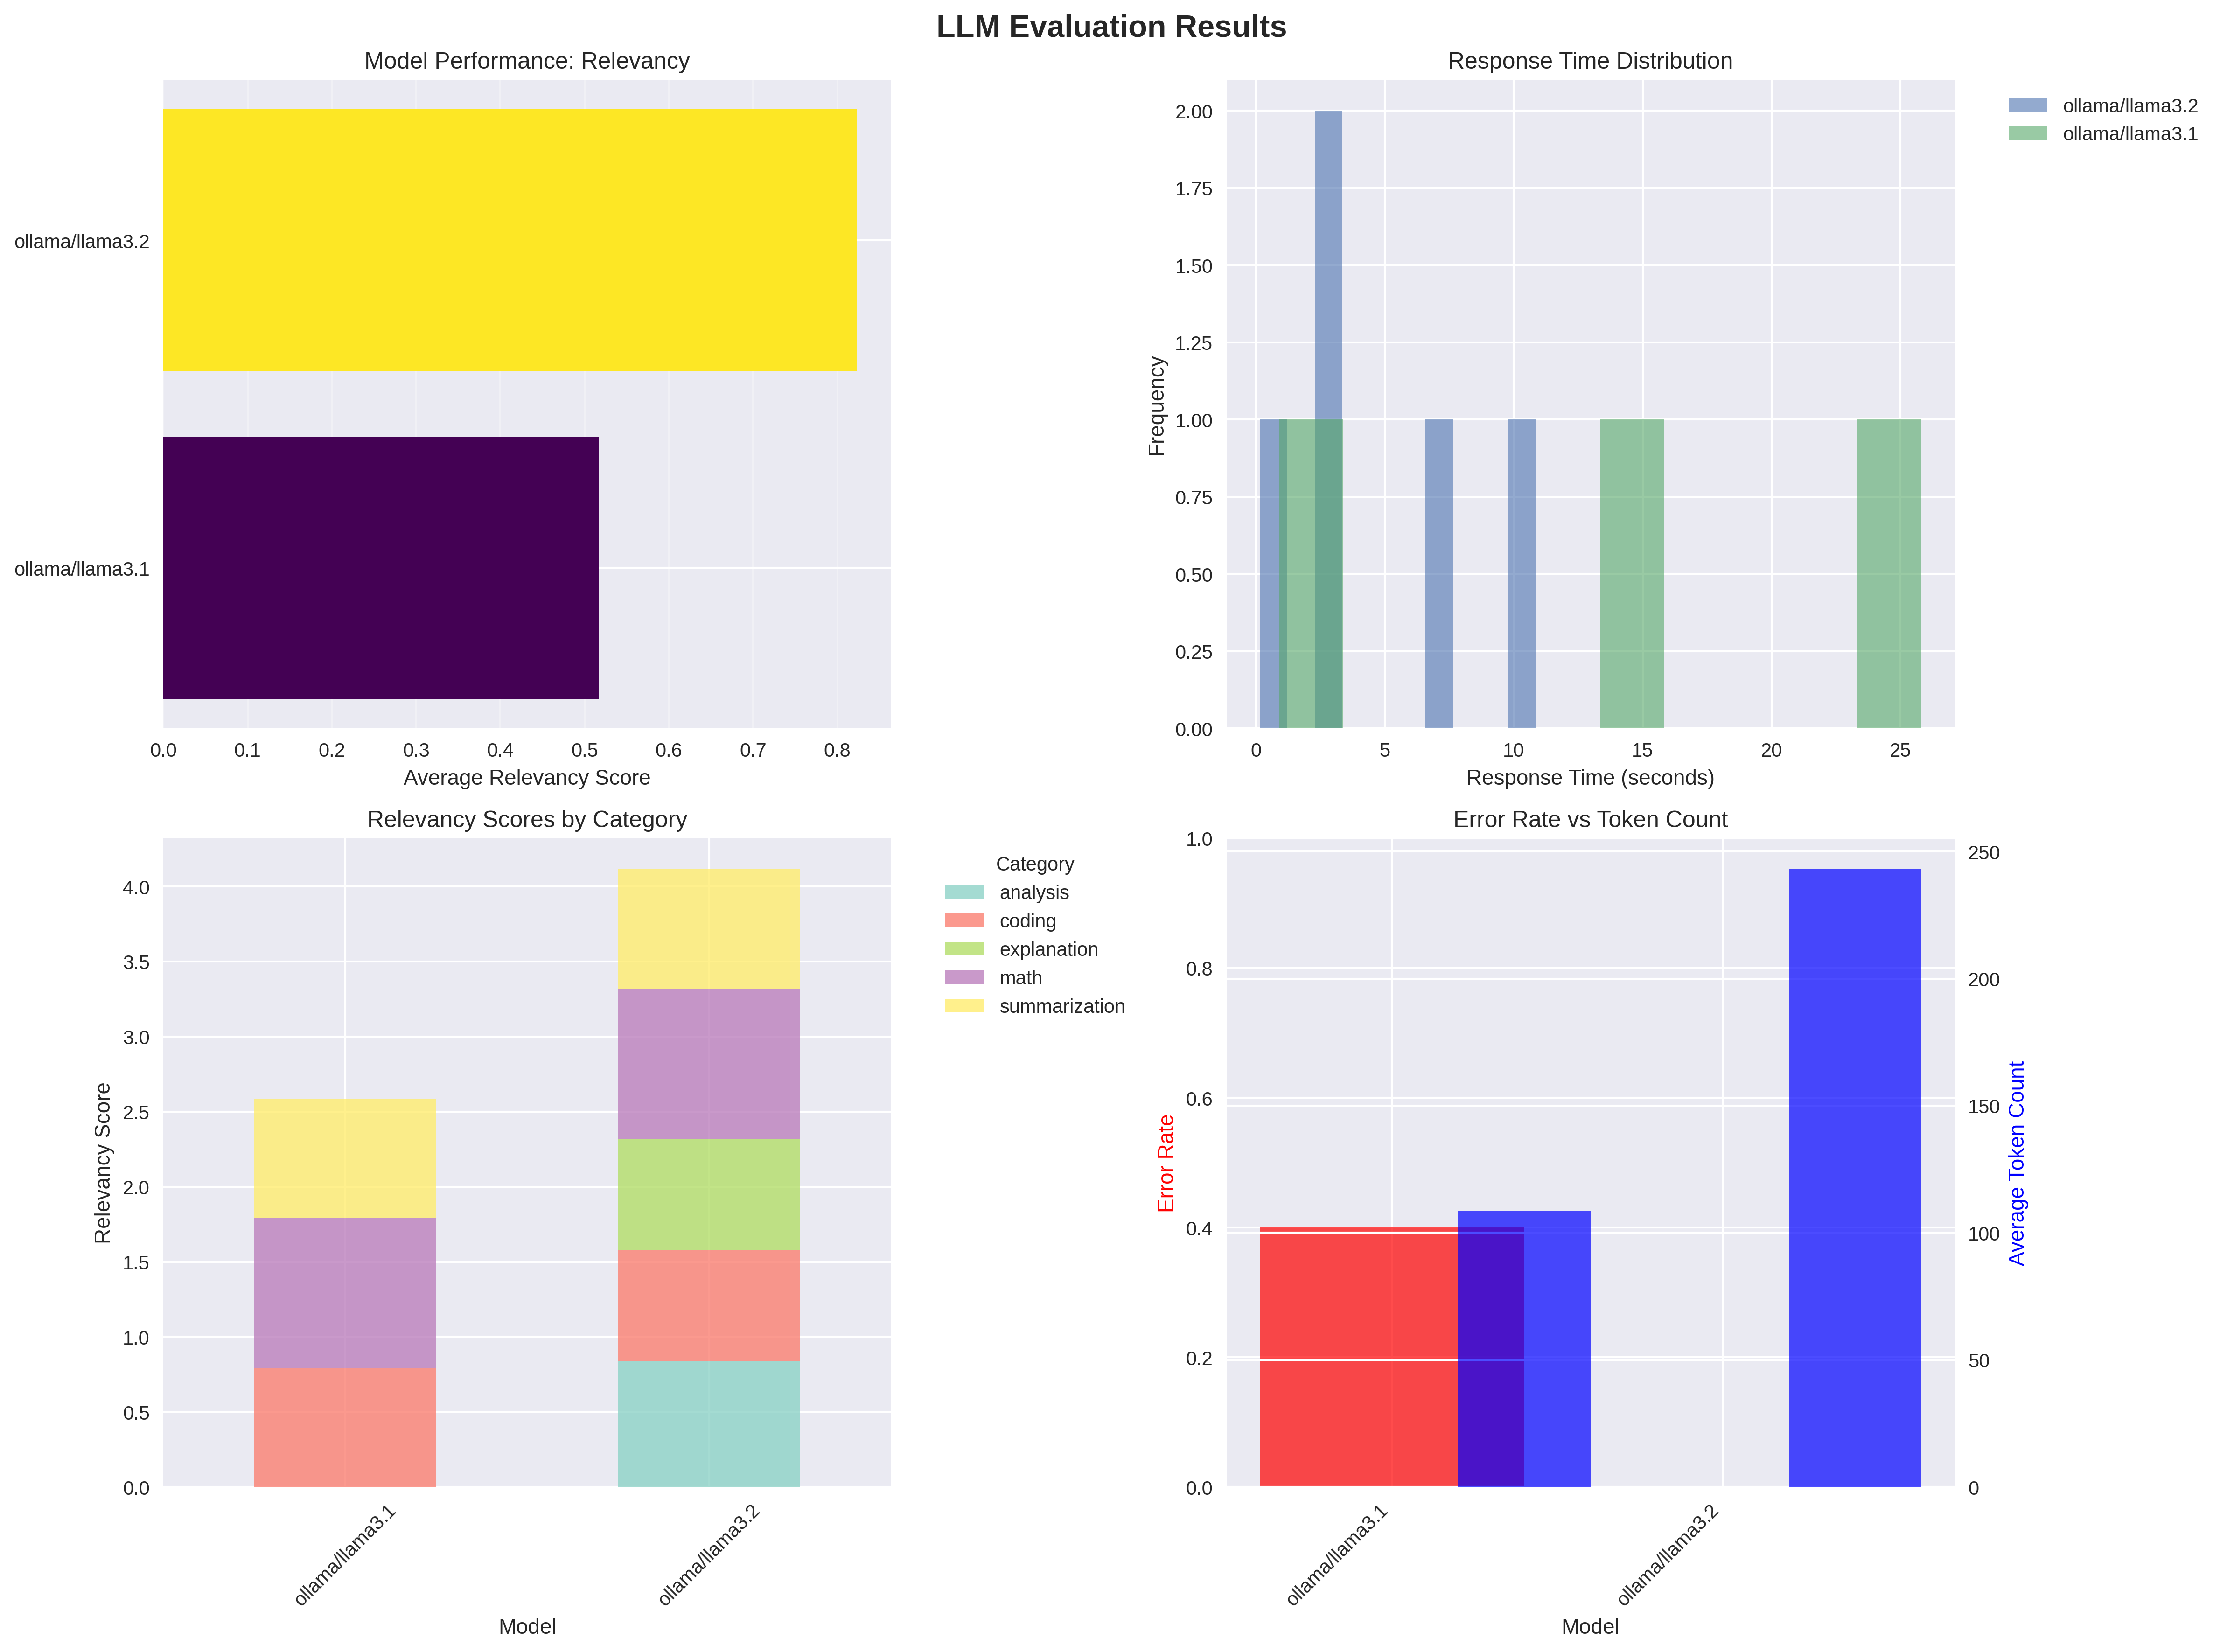 LLM Evaluation Results
Model Performance: Relevancy
ollama/llama3.2
ollama/llama3.1
0.0 0.1 0.2 0.3 0.4 0.5 0.6 0.7 0.8
Average Relevancy Score
Response Time Distribution
ollama/llama3.2
ollama/llama3.1
Frequency
2.00
1.75
1.50
1.25
1.00
0.75
0.50
0.25
0.00
0 5 10 15 20 25
Response Time (seconds)
Relevancy Scores by Category
Category
analysis
coding
explanation
math
summarization
Relevancy Score
4.0
3.5
3.0
2.5
2.0
1.5
1.0
0.5
0.0
ollama/llama3.1
ollama/llama3.2
Model
Error Rate vs Token Count
Error Rate
1.0
0.8
0.6
0.4
0.2
0.0
250
200
150
100
50
0
Average Token Count
ollama/llama3.1
ollama/llama3.2
Model